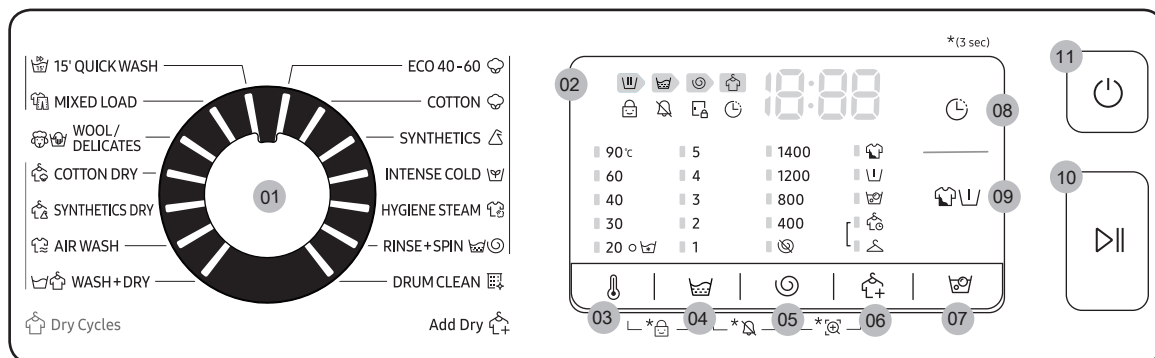 15' QUICK WASH
MIXED LOAD
WOOL/
DELICATES
COTTON DRY
SYNTHETICS DRY
AIR WASH
WASH+DRY
Dry Cycles
01
ECO 40-60
COTTON
SYNTHETICS
INTENSE COLD
HYGIENE STEAM
RINSE+SPIN
DRUM CLEAN
Add Dry
*(3 sec)
02
18:88
90℃ 5 1400
60 4 1200
40 3 800
30 2 400
20 1
03 04 05 06 07
* * *
08
09
10
11